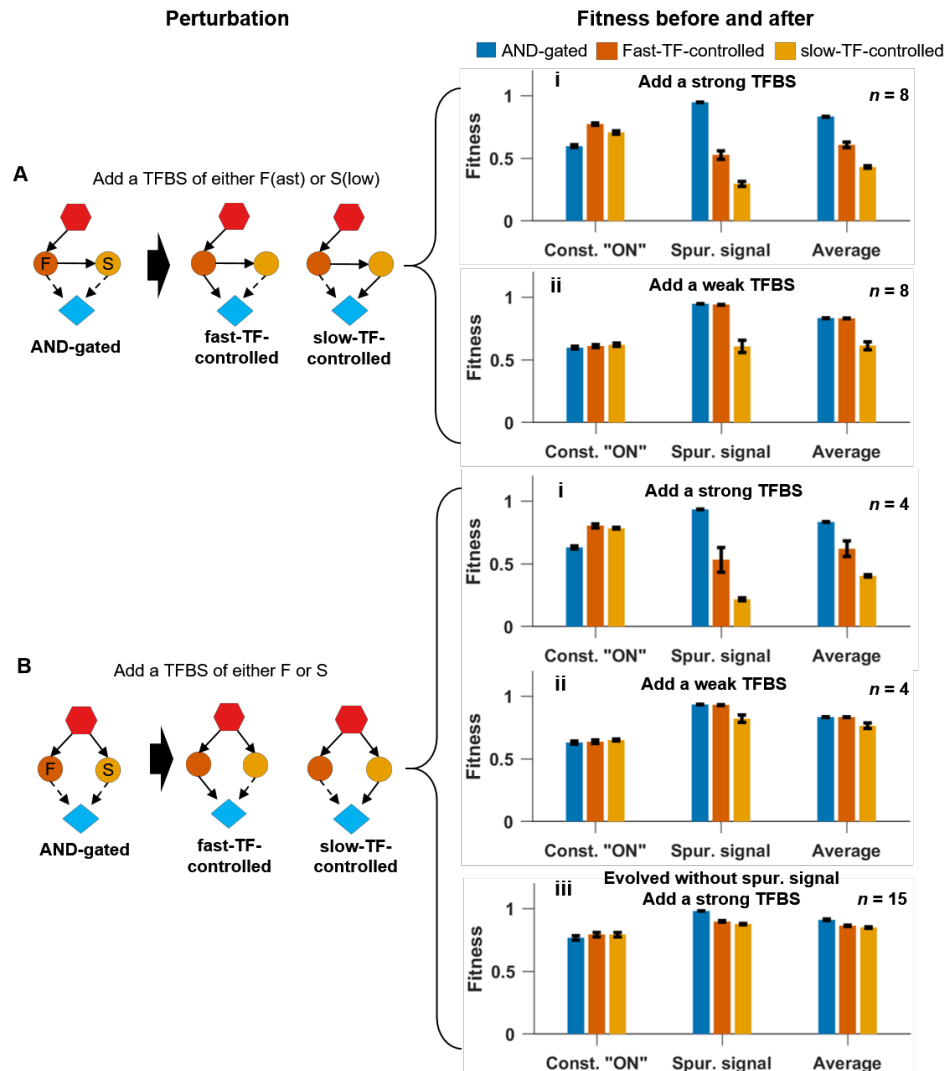 Perturbation
Fitness before and after
AND-gated Fast-TF-controlled slow-TF-controlled
A
Add a TFBS of either F(ast) or S(low)
F S
AND-gated
fast-TF-
controlled
slow-TF-
controlled
i Add a strong TFBS n = 8
Fitness
1
0.5
0
Const. "ON" Spur. signal Average
ii Add a weak TFBS n = 8
Fitness
1
0.5
0
Const. "ON" Spur. signal Average
B
Add a TFBS of either F or S
F S
AND-gated
fast-TF-
controlled
slow-TF-
controlled
i Add a strong TFBS n = 4
Fitness
1
0.5
0
Const. "ON" Spur. signal Average
ii Add a weak TFBS n = 4
Fitness
1
0.5
0
Const. "ON" Spur. signal Average
Evolved without spur. signal
iii Add a strong TFBS n = 15
Fitness
1
0.5
0
Const. "ON" Spur. signal Average